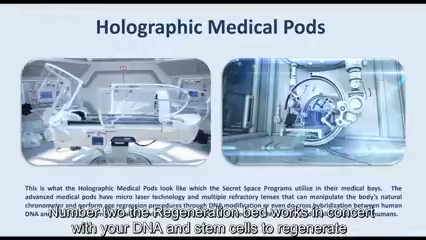 Holographic Medical Pods
This is what the Holographic Medical Pods look like which the Secret Space Programs utilize in their medical bays. The
advanced medical pods have micro laser technology and multiple refractory lenses that can manipulate the body's natural
chronometer and perform age regression procedures through DNA modification or even do cross hybridization between human
DNA and
humans.
Number two the Regeneration bed works in concert
with your DNA and stem cells to regenerate